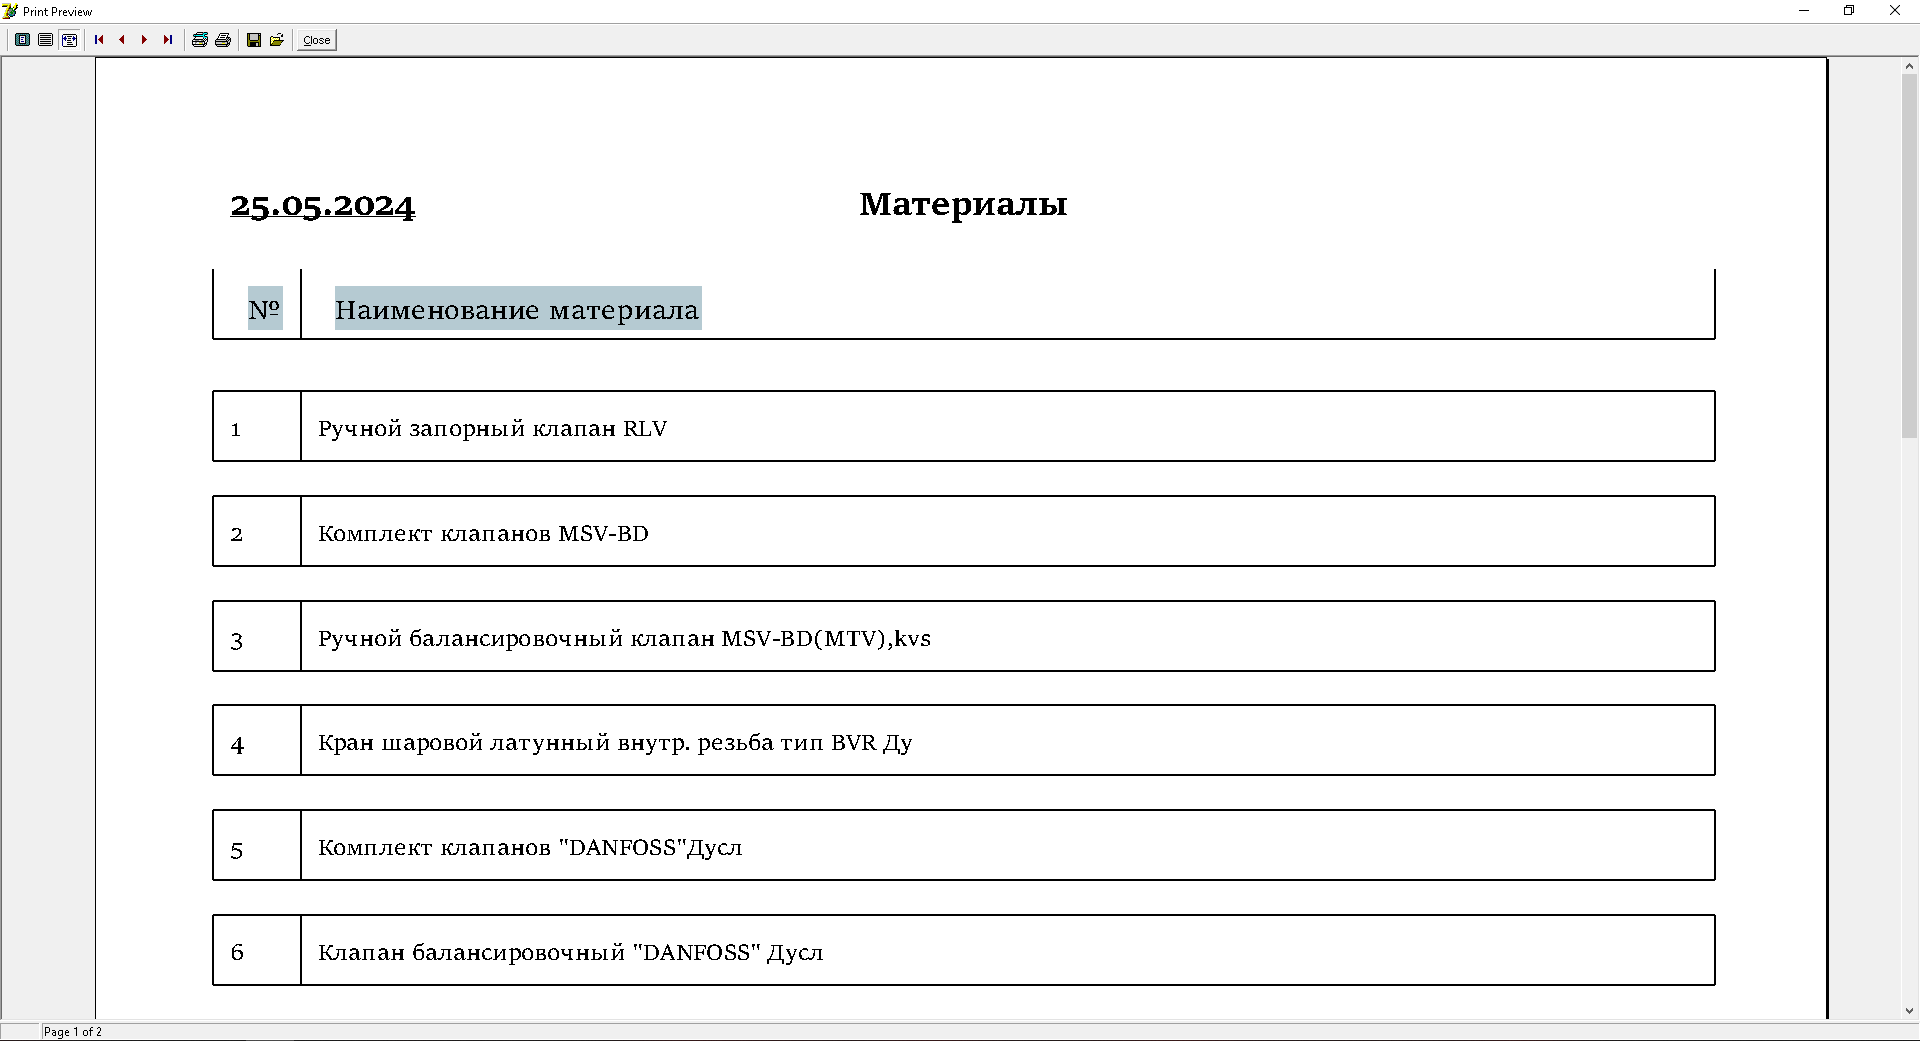 Print Preview
Close
25.05.2024 Материалы
№ Наименование материала
1 Ручной запорный клапан RLV
2 Комплект клапанов MSV-BD
3 Ручной балансировочный клапан MSV-BD(MTV),kvs
4 Кран шаровой латунный внутр. резьба тип BVR Ду
5 Комплект клапанов "DANFOSS"Дусл
6 Клапан балансировочный "DANFOSS" Дусл
Page 1 of 2